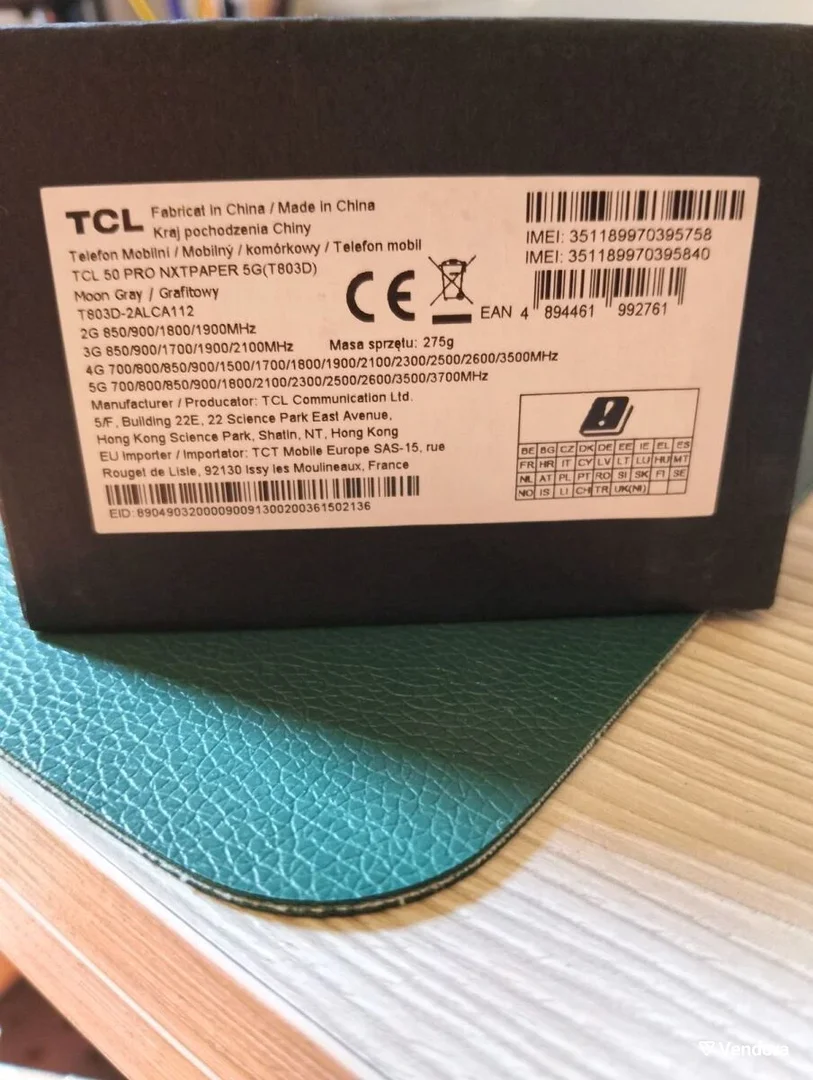 TCL Fabricat in China / Made in China
Kraj pochodzenia Chiny
Telefon Mobilni / Mobilný / komórkowy / Telefon mobil
TCL 50 PRO NXTPAPER 5G(T803D)
Moon Gray / Grafitowy
T803D-2ALCA112
2G 850/900/1800/1900MHz
3G 850/900/1700/1900/2100MHz Masa sprzętu: 275g
4G 700/800/850/900/1500/1700/1800/1900/2100/2300/2500/2600/3500MHz
5G 700/800/850/900/1800/2100/2300/2500/2600/3500/3700MHz
Manufacturer / Producator: TCL Communication Ltd.
5/F, Building 22E, 22 Science Park East Avenue,
Hong Kong Science Park, Shatin, NT, Hong Kong
EU Importer / Importator: TCT Mobile Europe SAS-15, rue
Rouget de Lisle, 92130 Issy les Moulineaux, France
EID: 89049032000090091300200361502136
CE
IMEI: 351189970395758
IMEI: 351189970395840
EAN 4 894461 992761
BE BG CZ DK DE EE IE EL ES
FR HR IT CY LV LT LU HU MT
NL AT PL PT RO SI SK FI SE
NO IS LI CH TR UK(NI)